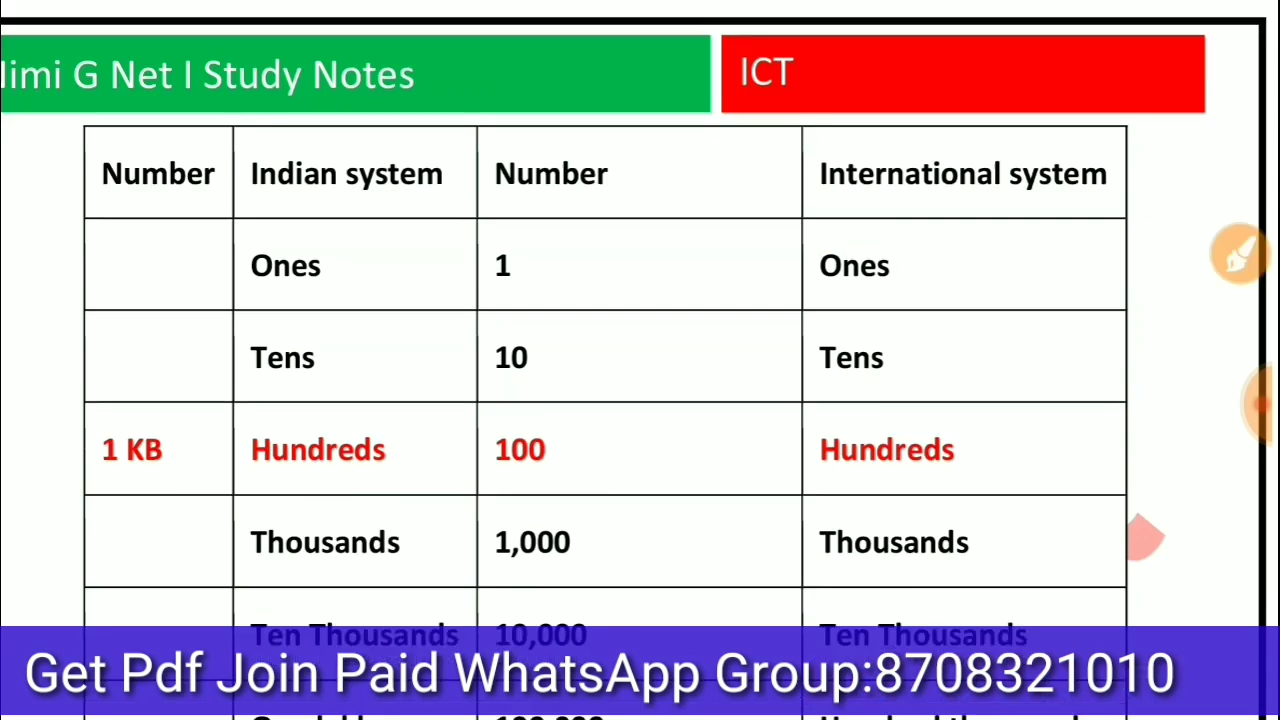 imi G Net I Study Notes
ICT
Number Indian system Number International system
Ones 1 Ones
Tens 10 Tens
1 KB Hundreds 100 Hundreds
Thousands 1,000 Thousands
Ten Thousands 10,000 Ten Thousands
Get Pdf Join Paid WhatsApp Group:8708321010